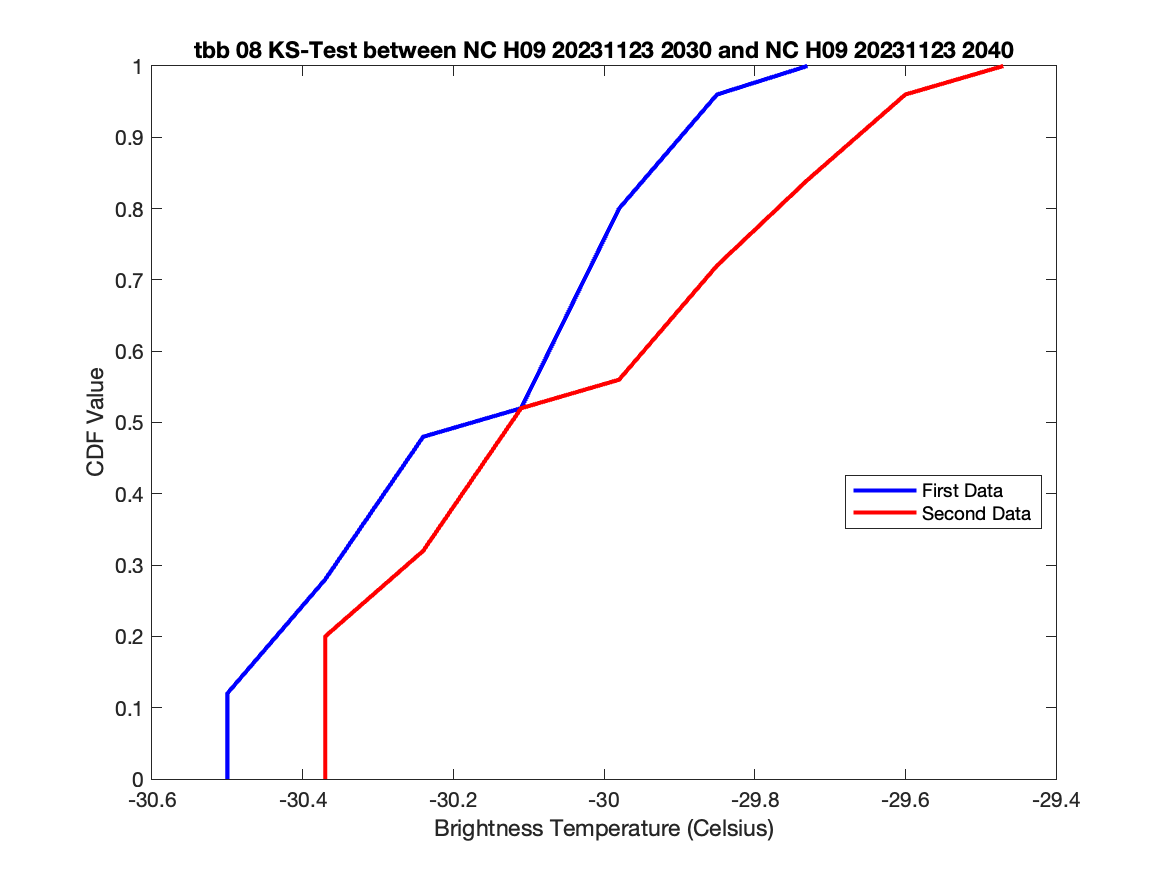 tbb 08 KS-Test between NC H09 20231123 2030 and NC H09 20231123 2040
1
0.9
0.8
0.7
0.6
0.5
0.4
0.3
0.2
0.1
0
CDF Value
First Data
Second Data
-30.6 -30.4 -30.2 -30 -29.8 -29.6 -29.4
Brightness Temperature (Celsius)